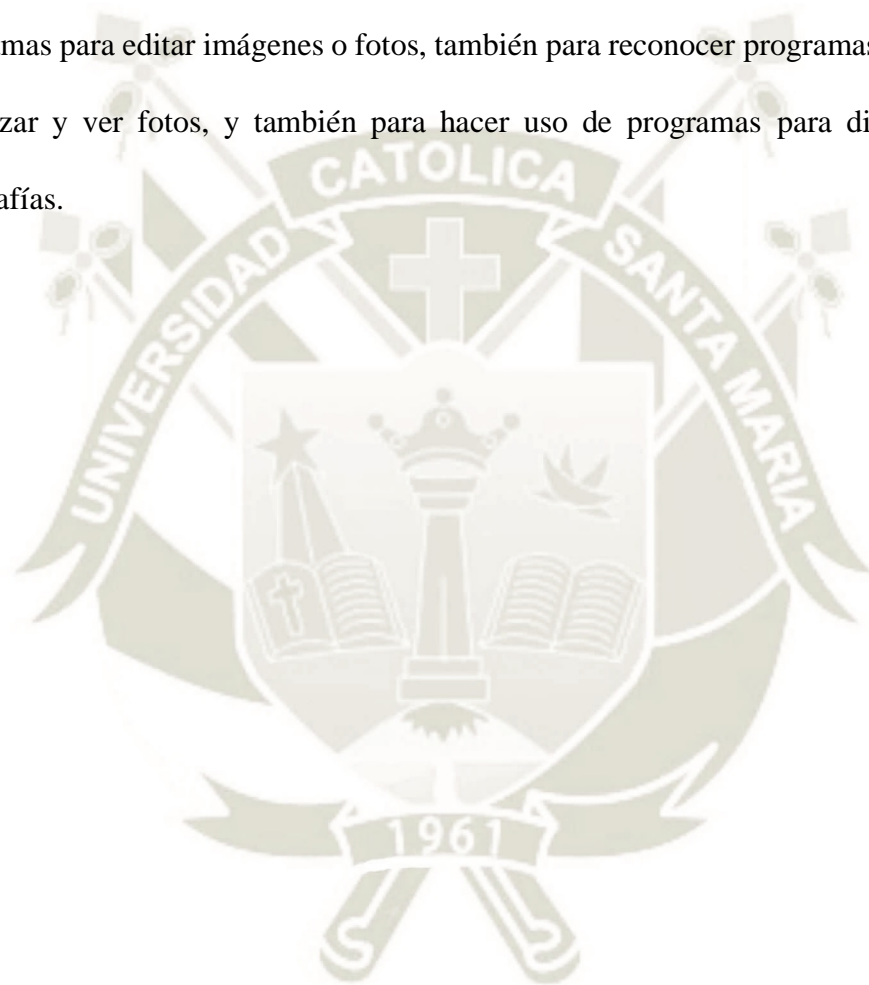 mas para editar imágenes o fotos, también para reconocer programas
zar y ver fotos, y también para hacer uso de programas para di
afías.
CATOLICA
UNIVERSIDAD
SANTA MARIA
1961